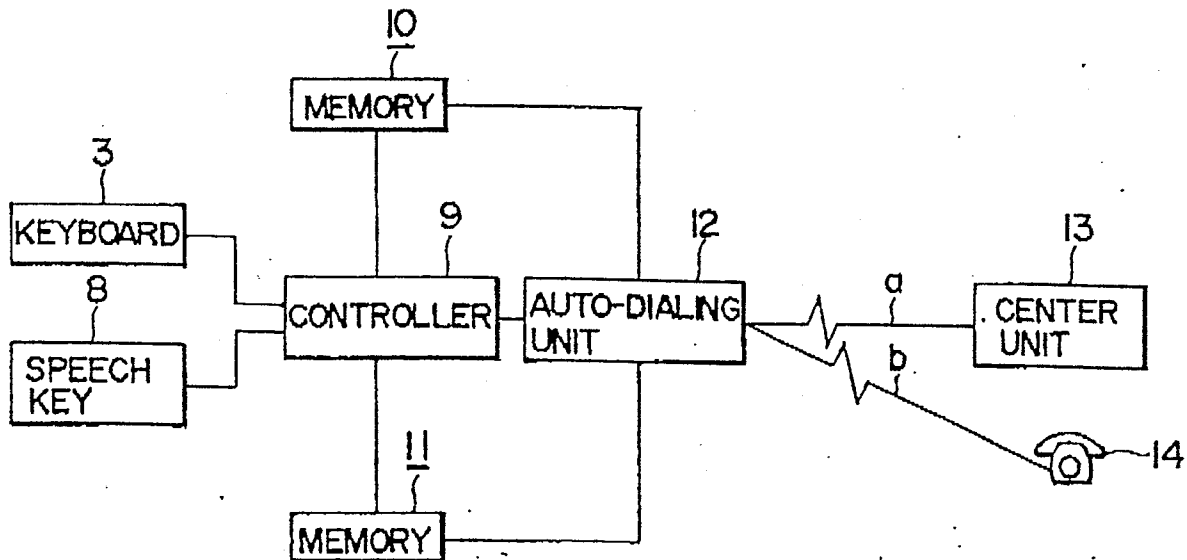 10
MEMORY
3
KEYBOARD
9
CONTROLLER
12
AUTO-DIALING
UNIT
13
CENTER
UNIT
a
b
8
SPEECH
KEY
11
MEMORY
14